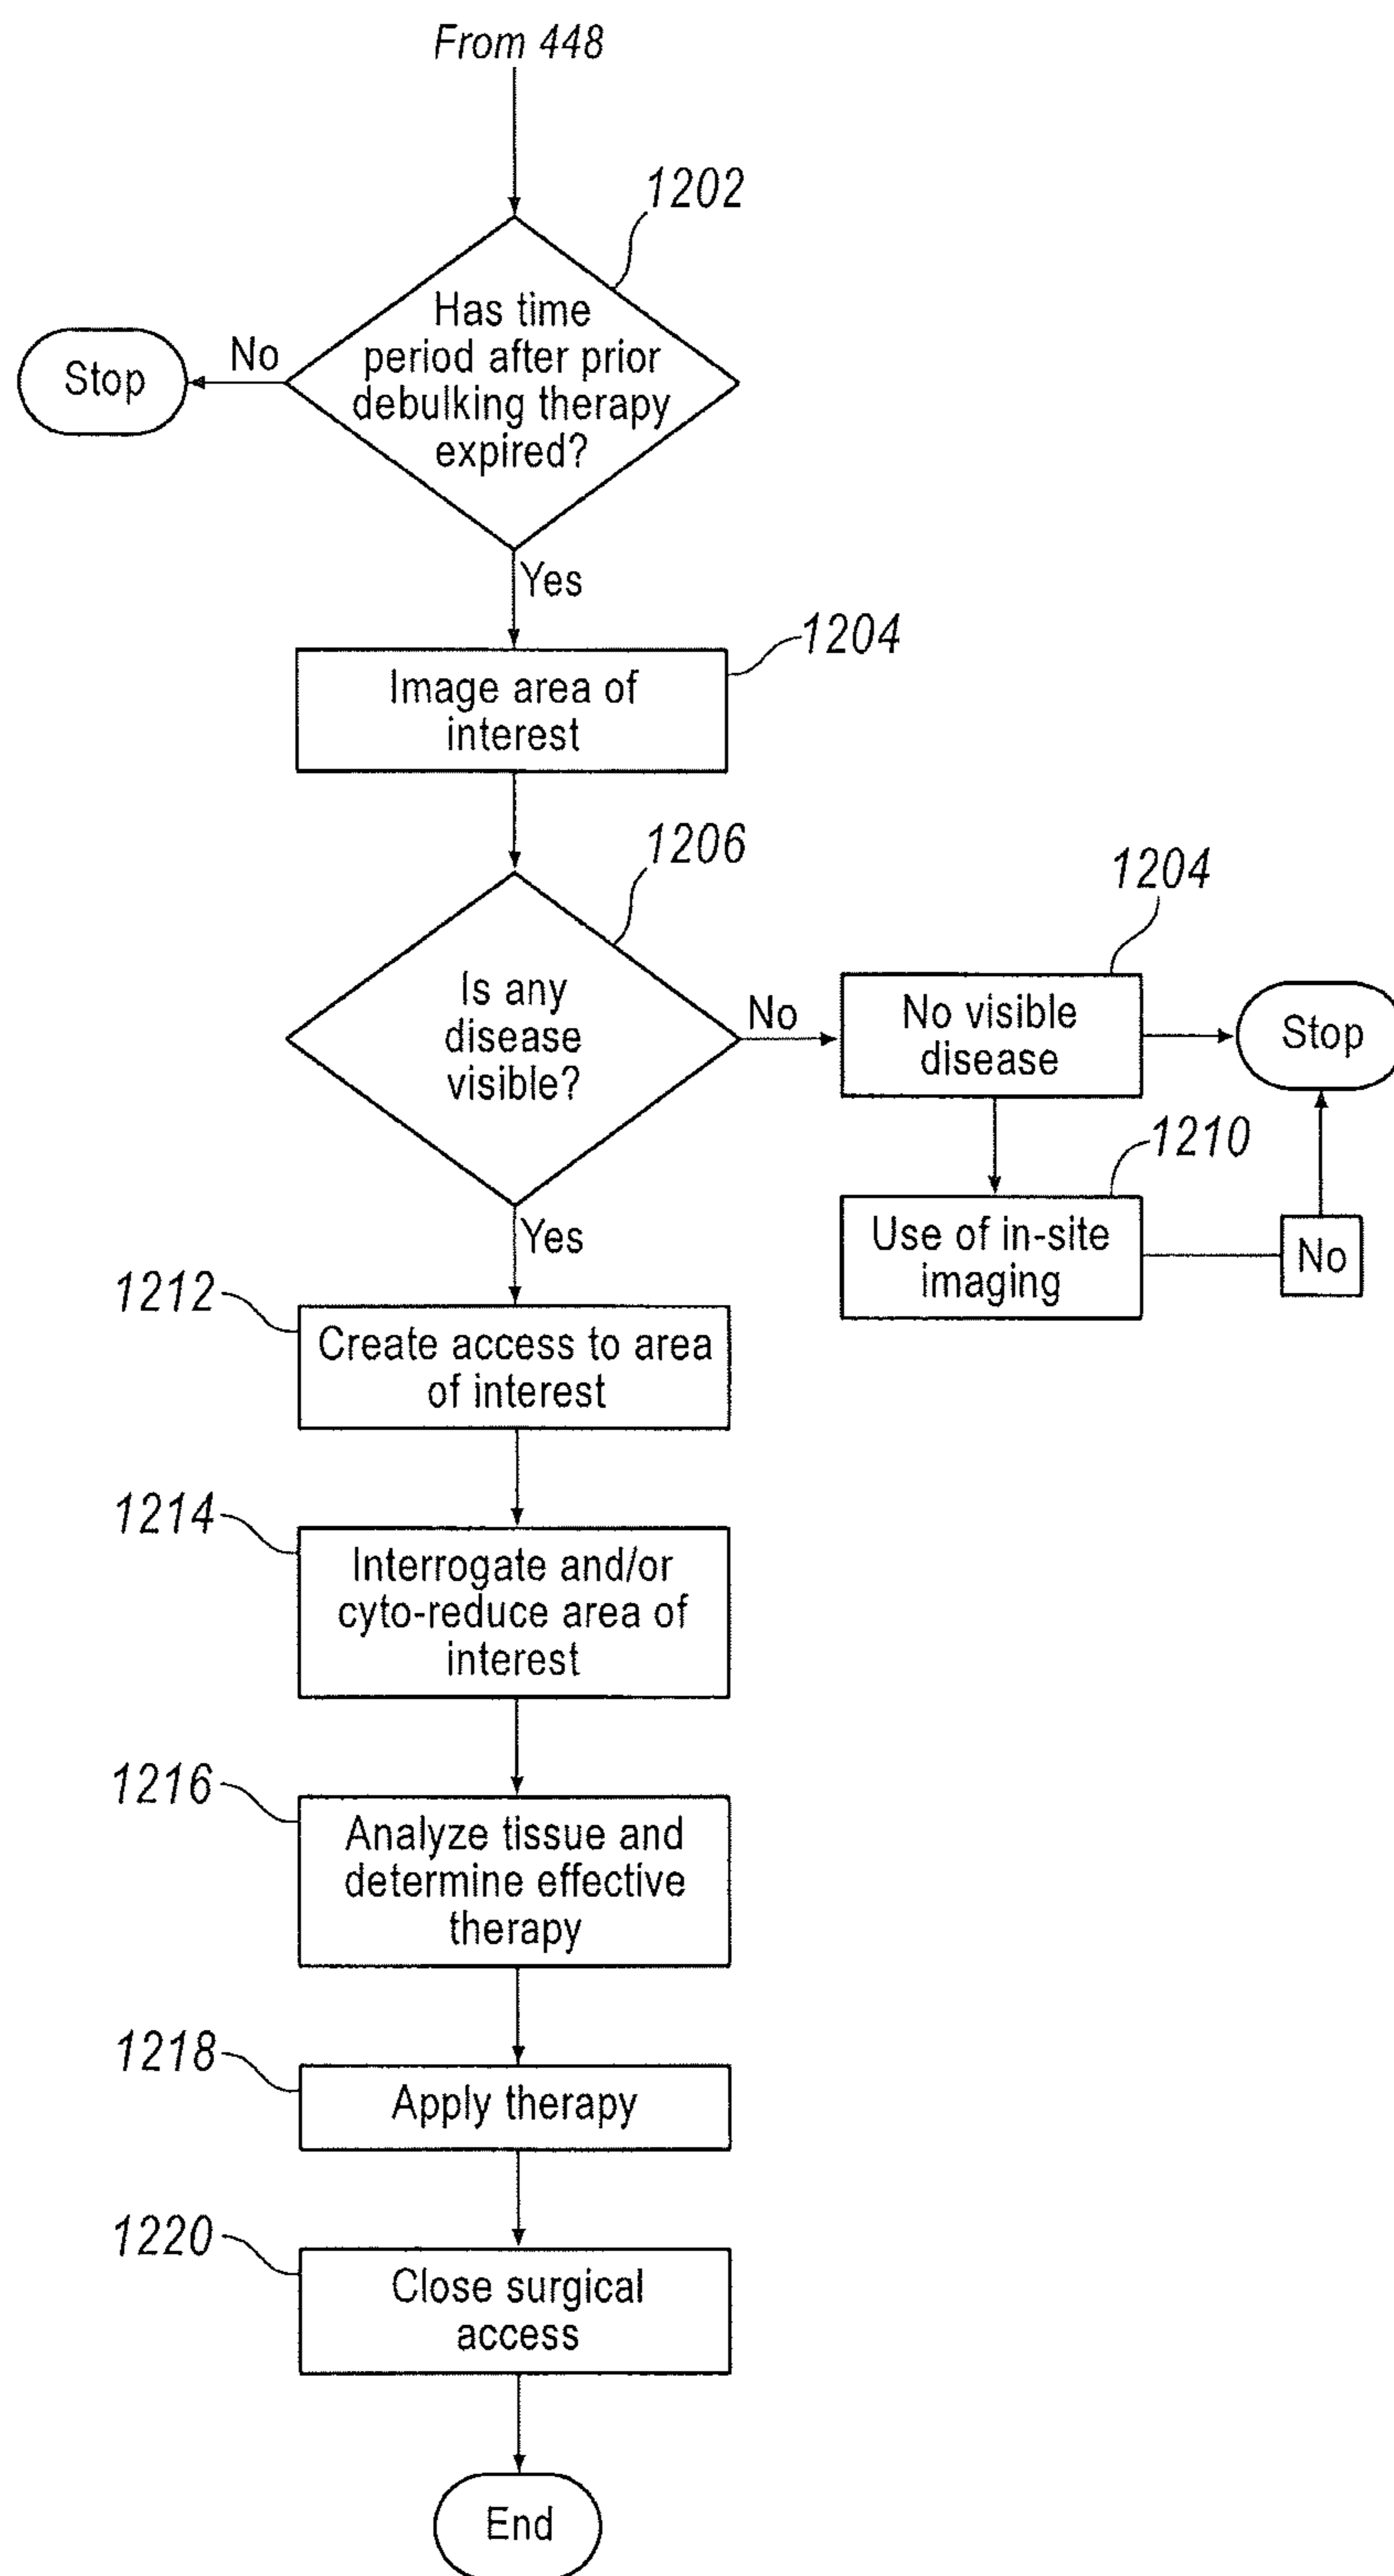 From 448
1202
Has time
period after prior
debulking therapy
expired?
No
Stop
Yes
1204
Image area of
interest
1206
Is any
disease
visible?
No
1204
No visible
disease
Stop
1210
Use of in-site
imaging
No
Yes
1212
Create access to area
of interest
1214
Interrogate and/or
cyto-reduce area of
interest
1216
Analyze tissue and
determine effective
therapy
1218
Apply therapy
1220
Close surgical
access
End